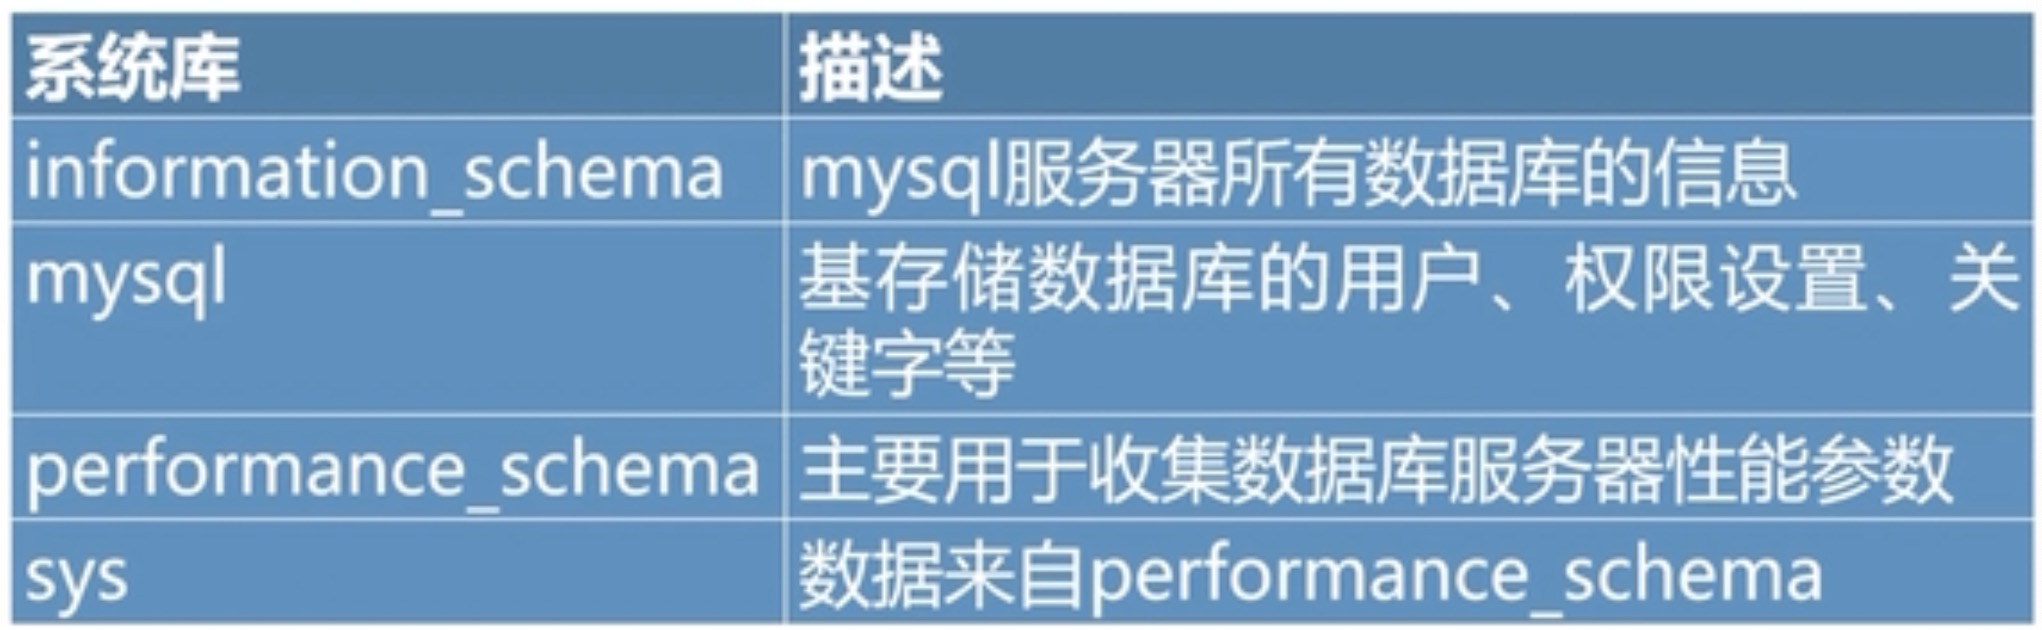 系统库
描述
information_schema
mysql服务器所有数据库的信息
mysql
基存储数据库的用户、权限设置、关
键字等
performance_schema
主要用于收集数据库服务器性能参数
sys
数据来自performance_schema